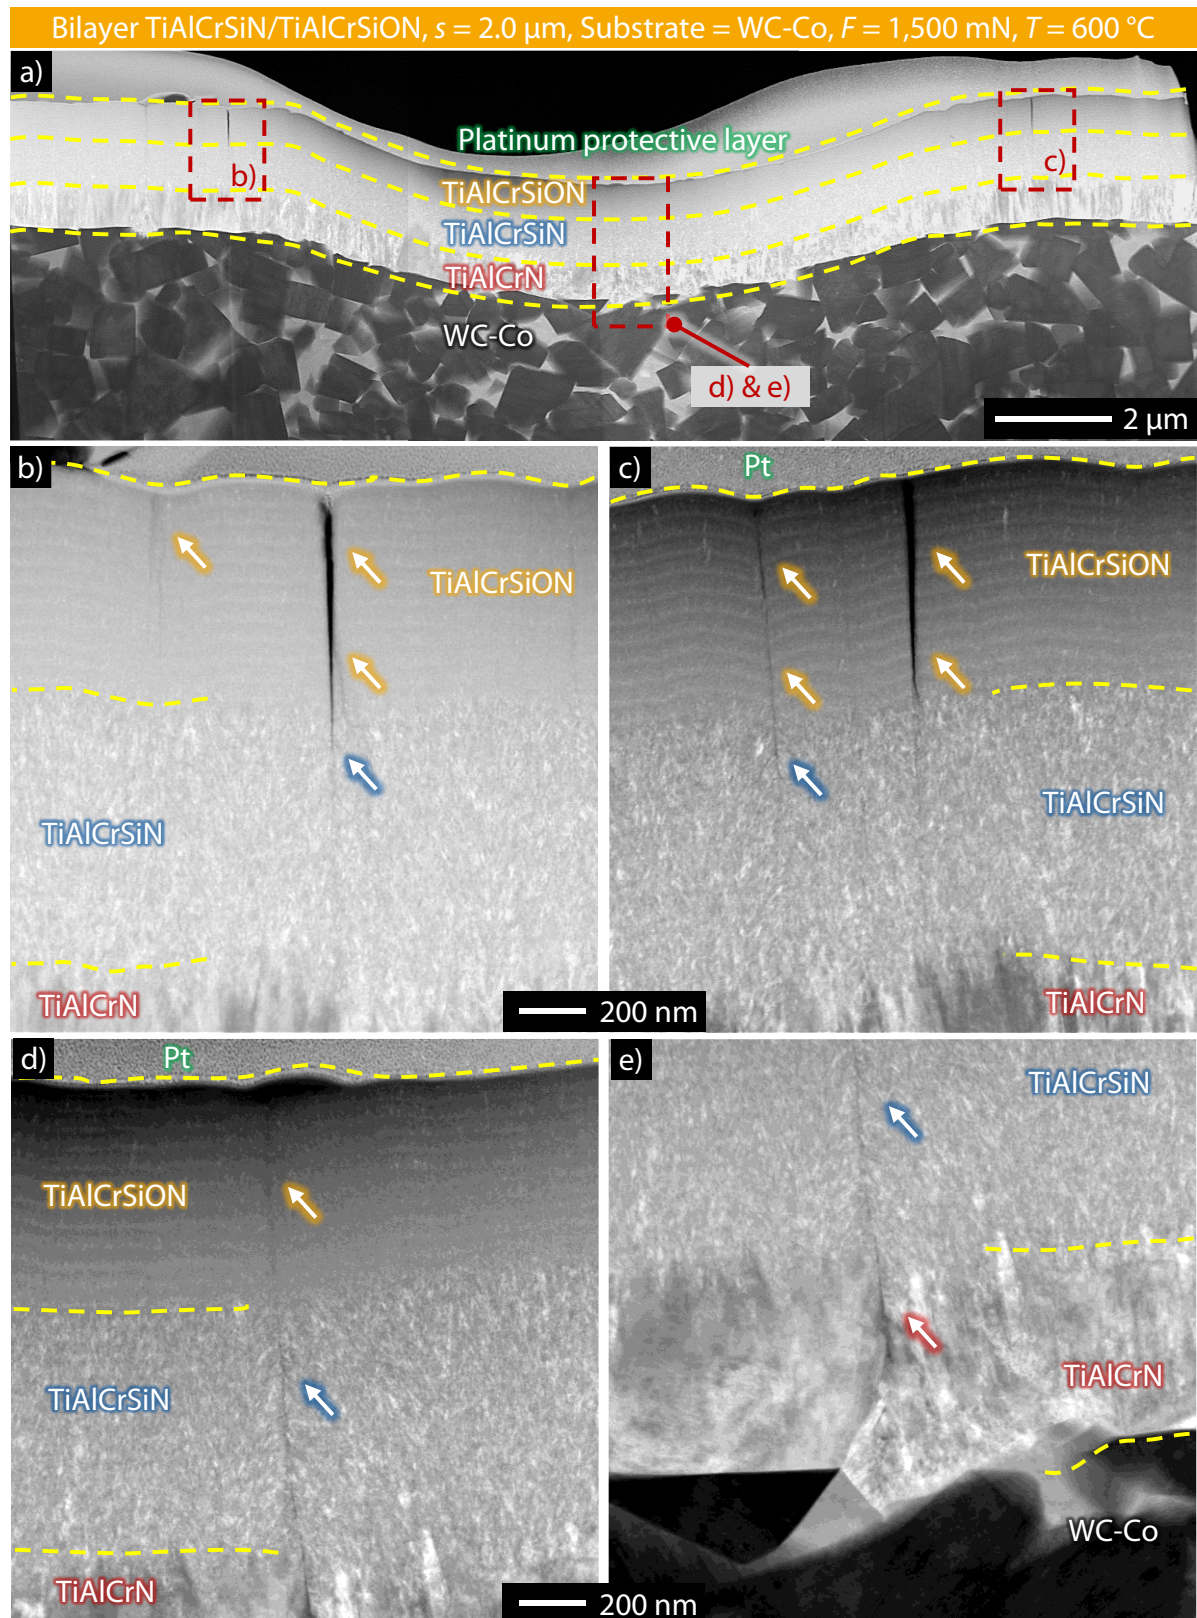 Bilayer TiAlCrSiN/TiAlCrSiON, s = 2.0 µm, Substrate = WC-Co, F = 1,500 mN, T = 600 °C
a)
Platinum protective layer
b)
c)
TiAlCrSiON
TiAlCrSiN
TiAlCrN
WC-Co
d) & e)
2 µm
b)
TiAlCrSiON
TiAlCrSiN
TiAlCrN
200 nm
c)
Pt
TiAlCrSiON
TiAlCrSiN
TiAlCrN
d)
Pt
TiAlCrSiON
TiAlCrSiN
TiAlCrN
200 nm
e)
TiAlCrSiN
TiAlCrN
WC-Co